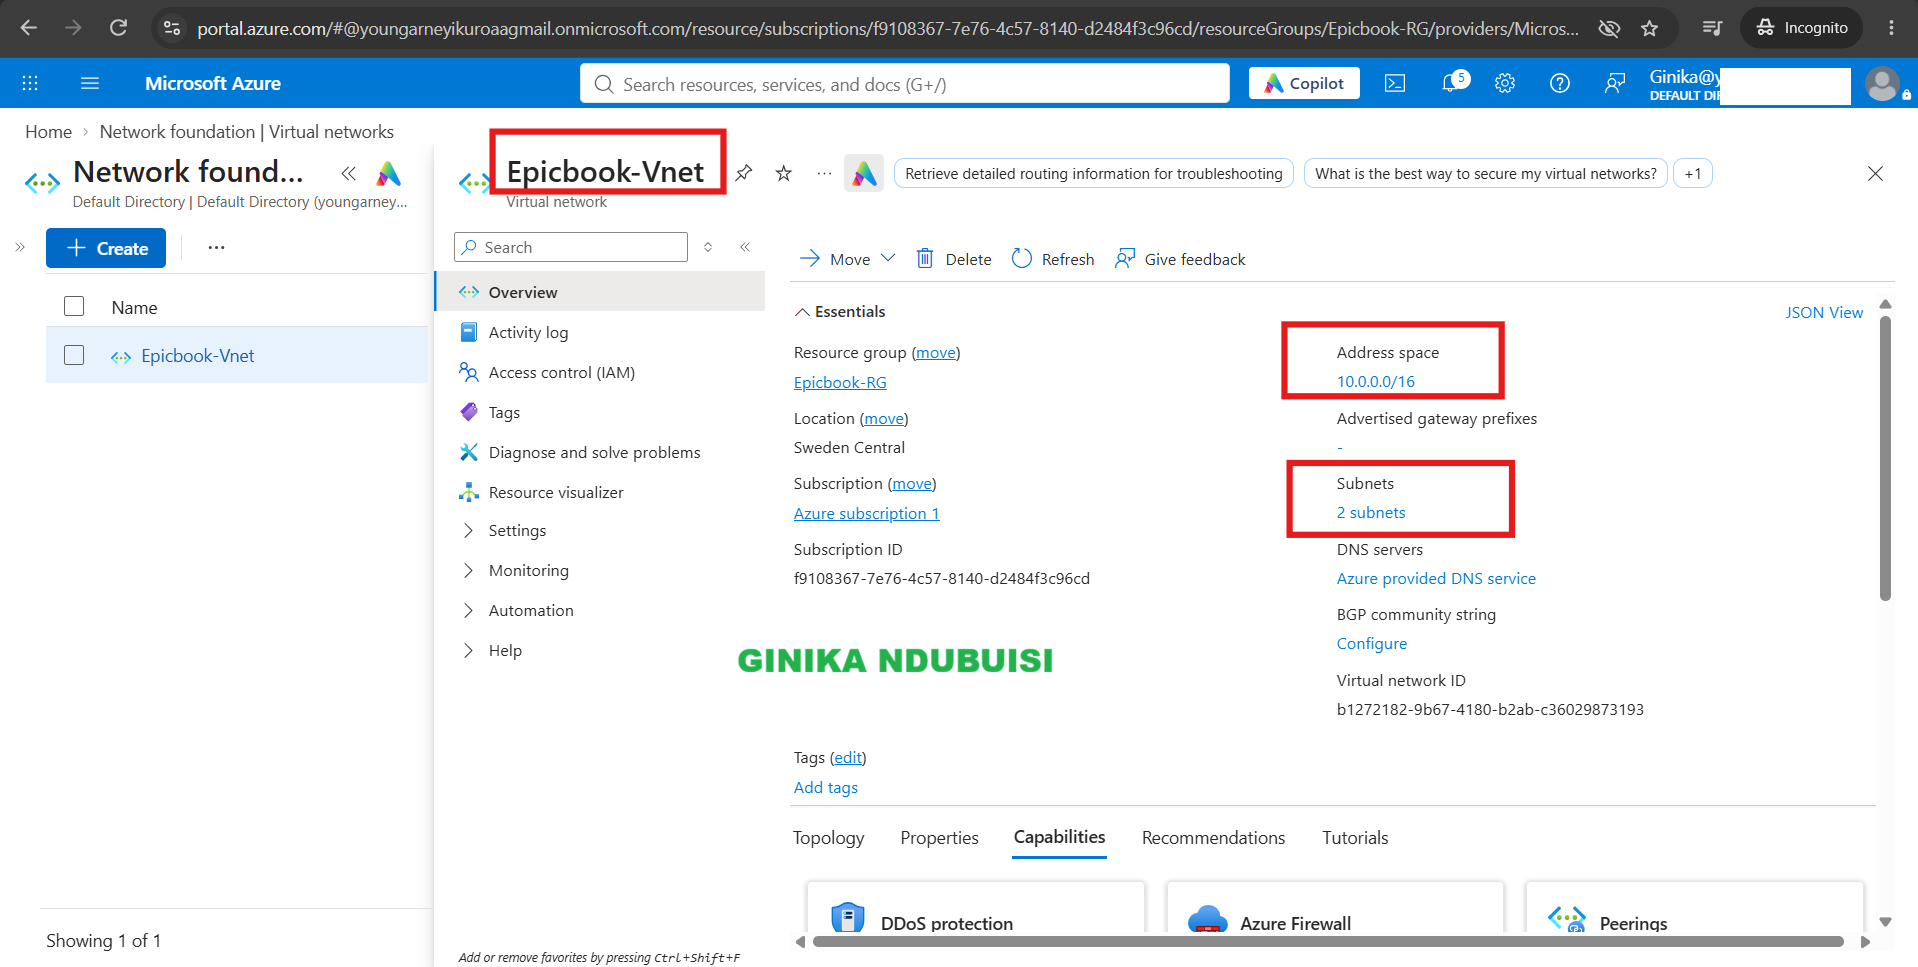 portal.azure.com/#@youngarneyikuroaagmail.onmicrosoft.com/resource/subscriptions/f9108367-7e76-4c57-8140-d2484f3c96cd/resourceGroups/Epicbook-RG/providers/Micros...
Incognito
Microsoft Azure
Search resources, services, and docs (G+/)
Copilot
5
Ginika@y
DEFAULT DIR
Home > Network foundation | Virtual networks
Network found...
Default Directory | Default Directory (youngarney...
Create
...
Name
Epicbook-Vnet
Showing 1 of 1
Epicbook-Vnet
Virtual network
...
Retrieve detailed routing information for troubleshooting
What is the best way to secure my virtual networks?
+1
Search
Overview
Activity log
Access control (IAM)
Tags
Diagnose and solve problems
Resource visualizer
Settings
Monitoring
Automation
Help
Add or remove favorites by pressing Ctrl+Shift+F
Move
Delete
Refresh
Give feedback
Essentials
JSON View
Resource group (move)
Epicbook-RG
Location (move)
Sweden Central
Subscription (move)
Azure subscription 1
Subscription ID
f9108367-7e76-4c57-8140-d2484f3c96cd
Address space
10.0.0.0/16
Advertised gateway prefixes
-
Subnets
2 subnets
DNS servers
Azure provided DNS service
BGP community string
Configure
Virtual network ID
b1272182-9b67-4180-b2ab-c36029873193
GINIKA NDUBUISI
Tags (edit)
Add tags
Topology
Properties
Capabilities
Recommendations
Tutorials
DDoS protection
Azure Firewall
Peerings